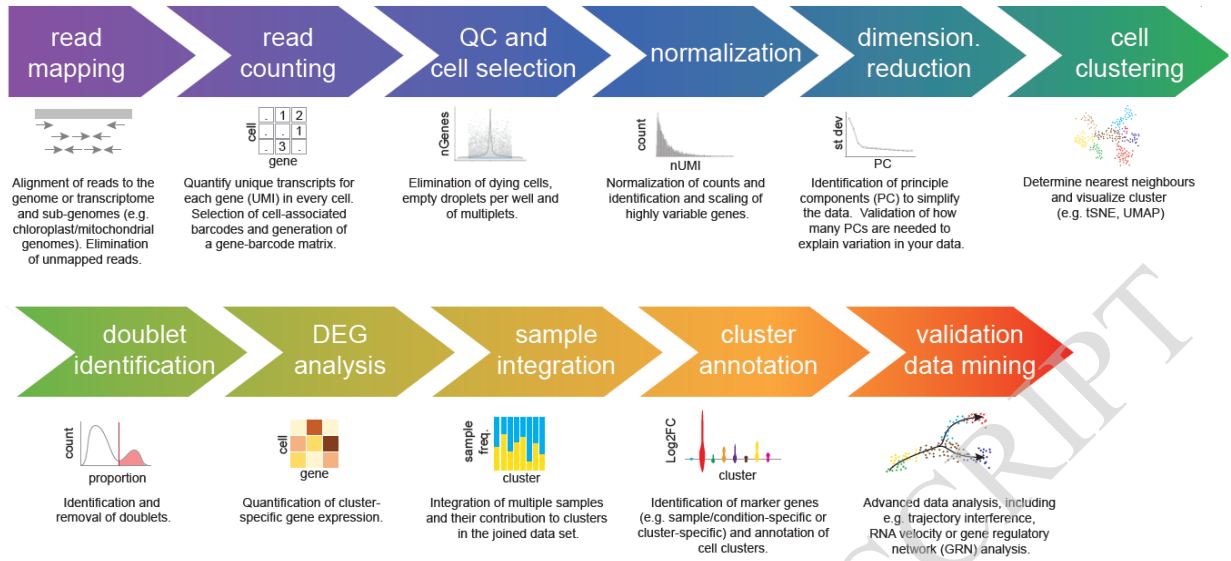 read
mapping
read
counting
QC and
cell selection
normalization
dimension.
reduction
cell
clustering
cell
. 1 2
. . 1
. 3 .
gene
nGenes
count
nUMI
st dev
PC
Alignment of reads to the
genome or transcriptome
and sub-genomes (e.g.
chloroplast/mitochondrial
genomes). Elimination
of unmapped reads.
Quantify unique transcripts for
each gene (UMI) in every cell.
Selection of cell-associated
barcodes and generation of
a gene-barcode matrix.
Elimination of dying cells,
empty droplets per well and
of multiplets.
Normalization of counts and
identification and scaling of
highly variable genes.
Identification of principle
components (PC) to simplify
the data. Validation of how
many PCs are needed to
explain variation in your data.
Determine nearest neighbours
and visualize cluster
(e.g. tSNE, UMAP)
doublet
identification
DEG
analysis
sample
integration
cluster
annotation
validation
data mining
count
proportion
cell
gene
sample
freq.
cluster
Log2FC
cluster
Identification and
removal of doublets.
Quantification of cluster-
specific gene expression.
Integration of multiple samples
and their contribution to clusters
in the joined data set.
Identification of marker genes
(e.g. sample/condition-specific or
cluster-specific) and annotation of
cell clusters.
Advanced data analysis, including
e.g. trajectory interference,
RNA velocity or gene regulatory
network (GRN) analysis.
SCRIPT